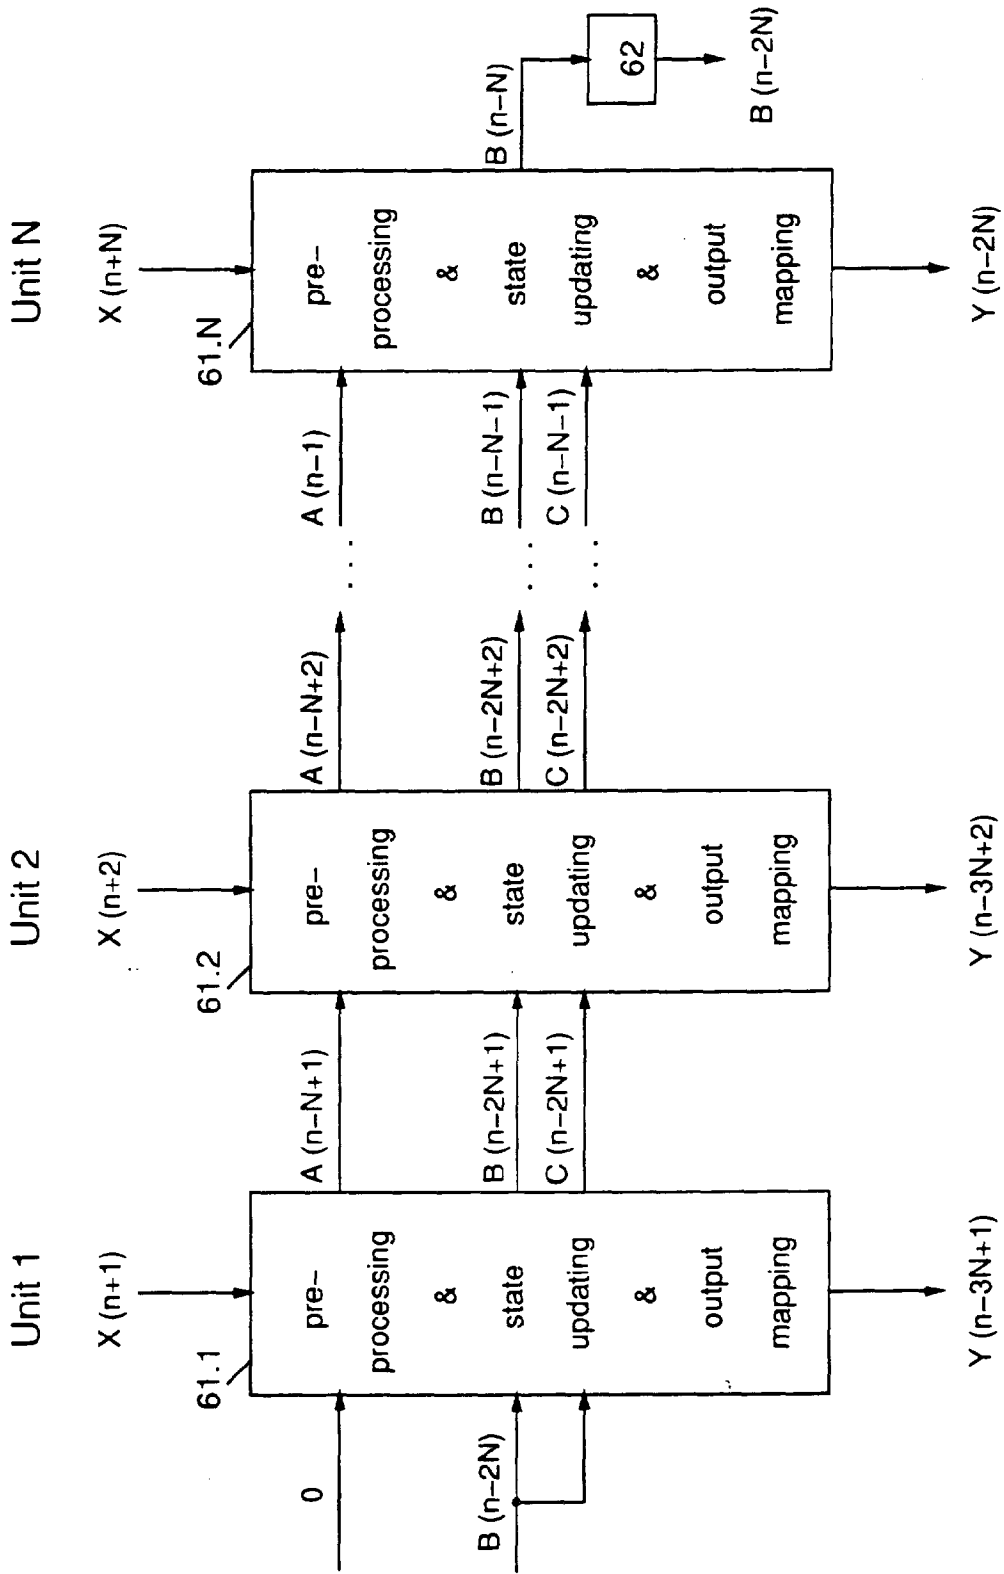 Unit 1
Unit 2
Unit N
X (n+1)
X (n+2)
X (n+N)
61.1
61.2
61.N
0
A (n−N+1)
A (n−N+2)
. . .
A (n−1)
pre−
processing
&
state
updating
&
output
mapping
pre−
processing
&
state
updating
&
output
mapping
pre−
processing
&
state
updating
&
output
mapping
B (n−2N)
B (n−2N+1)
B (n−2N+2)
. . .
B (n−N−1)
B (n−N)
C (n−2N+1)
C (n−2N+2)
. . .
C (n−N−1)
62
B (n−2N)
Y (n−3N+1)
Y (n−3N+2)
Y (n−2N)